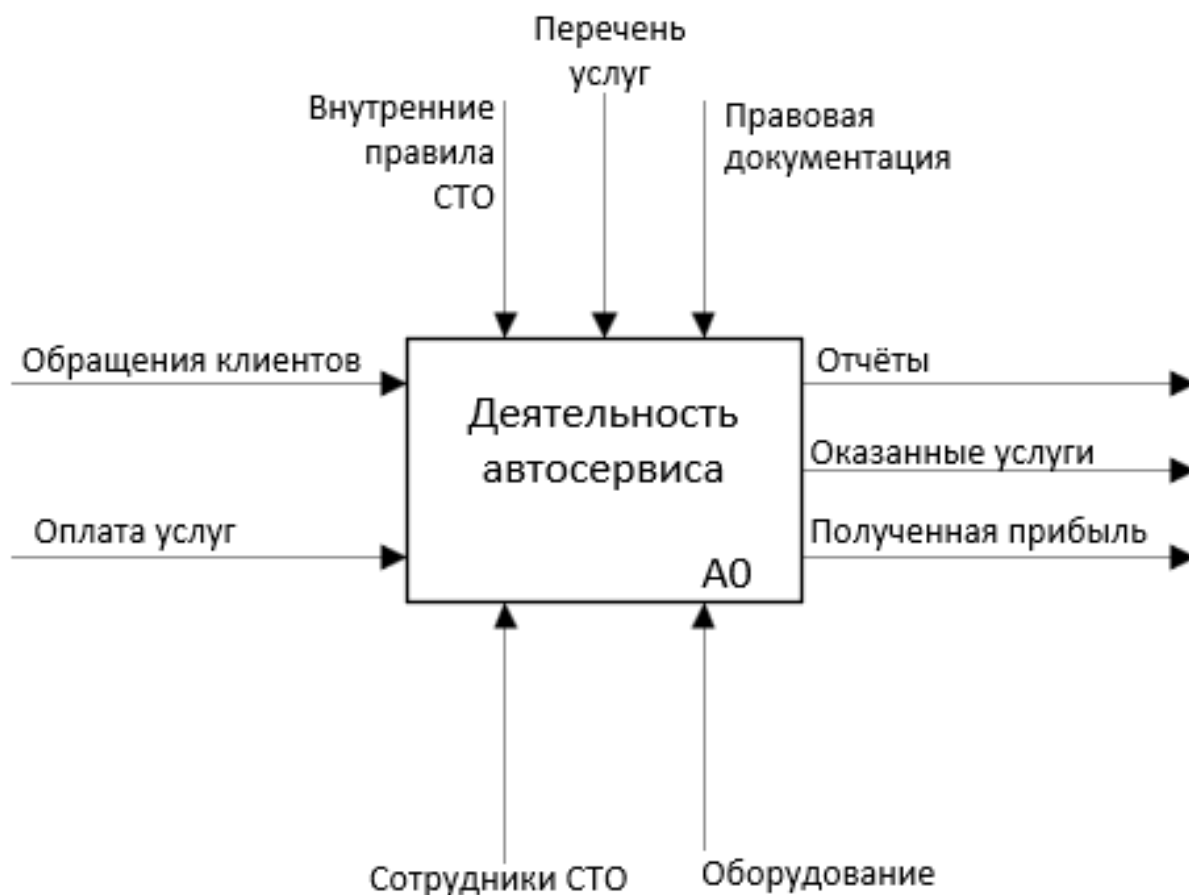 Перечень
услуг
Внутренние
правила
СТО
Правовая
документация
Обращения клиентов
Отчёты
Деятельность
автосервиса
Оказанные услуги
Оплата услуг
Полученная прибыль
А0
Сотрудники СТО
Оборудование